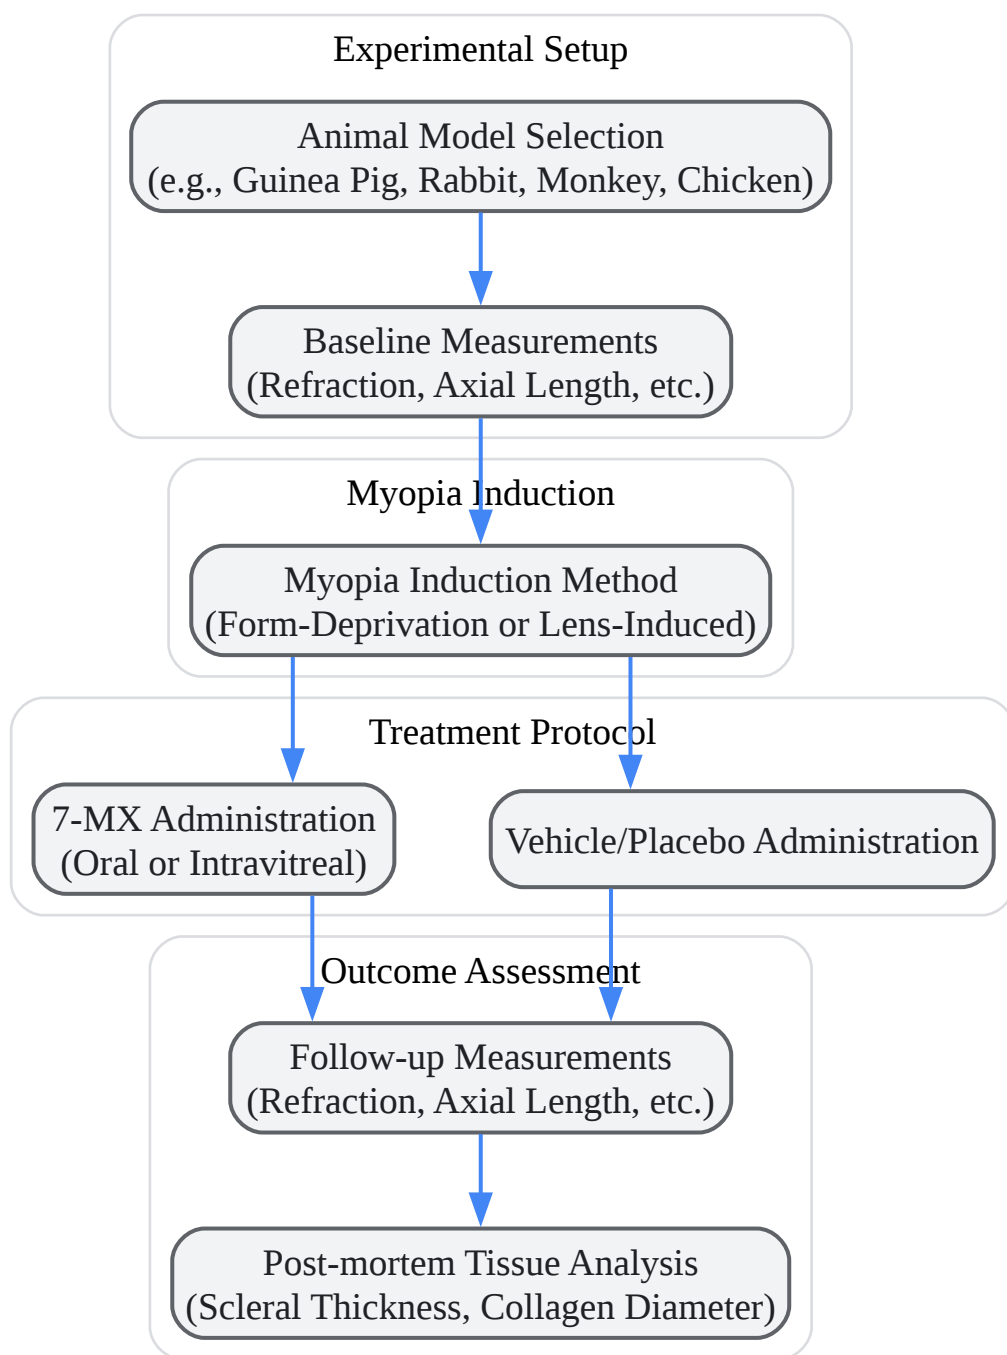 Experimental Setup
Animal Model Selection
(e.g., Guinea Pig, Rabbit, Monkey, Chicken)
Baseline Measurements
(Refraction, Axial Length, etc.)
Myopia Induction
Myopia Induction Method
(Form-Deprivation or Lens-Induced)
Treatment Protocol
7-MX Administration
(Oral or Intravitreal)
Vehicle/Placebo Administration
Outcome Assessment
Follow-up Measurements
(Refraction, Axial Length, etc.)
Post-mortem Tissue Analysis
(Scleral Thickness, Collagen Diameter)